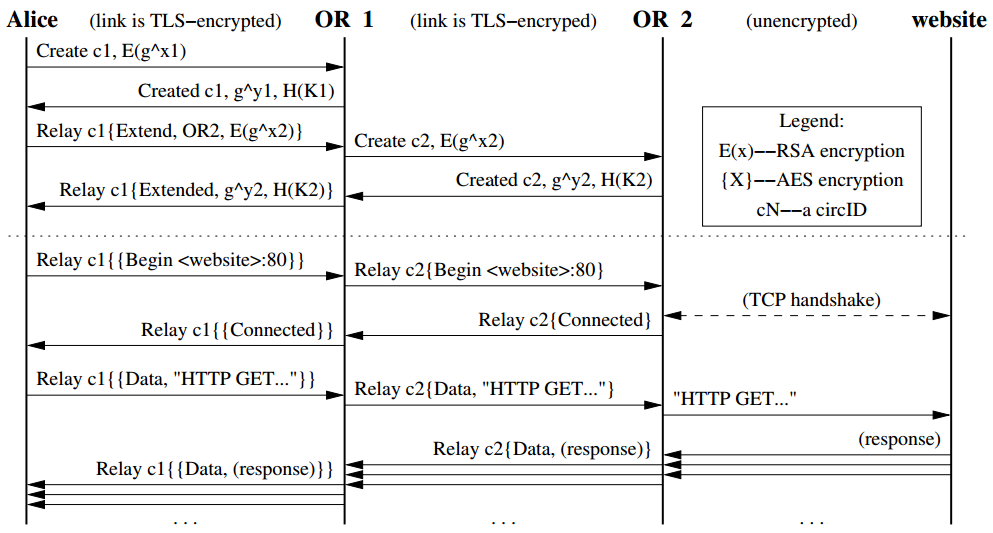 Alice (link is TLS−encrypted) OR 1 (link is TLS−encryped) OR 2 (unencrypted) website
Create c1, E(g^x1)
Created c1, g^y1, H(K1)
Relay c1{Extend, OR2, E(g^x2)}
Create c2, E(g^x2)
Created c2, g^y2, H(K2)
Relay c1{Extended, g^y2, H(K2)}
Legend:
E(x)−−RSA encryption
{X}−−AES encryption
cN−−a circID
Relay c1{{Begin <website>:80}}
Relay c2{Begin <website>:80}
(TCP handshake)
Relay c2{Connected}
Relay c1{{Connected}}
Relay c1{{Data, "HTTP GET..."}}
Relay c2{Data, "HTTP GET..."}
"HTTP GET..."
(response)
Relay c2{Data, (response)}
Relay c1{{Data, (response)}}
. . . . . . . . .